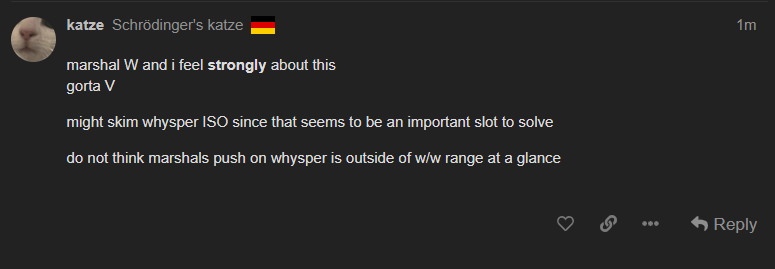 katze Schrödinger's katze 1m
marshal W and i feel strongly about this
gorta V
might skim whysper ISO since that seems to be an important slot to solve
do not think marshals push on whysper is outside of w/w range at a glance
Reply